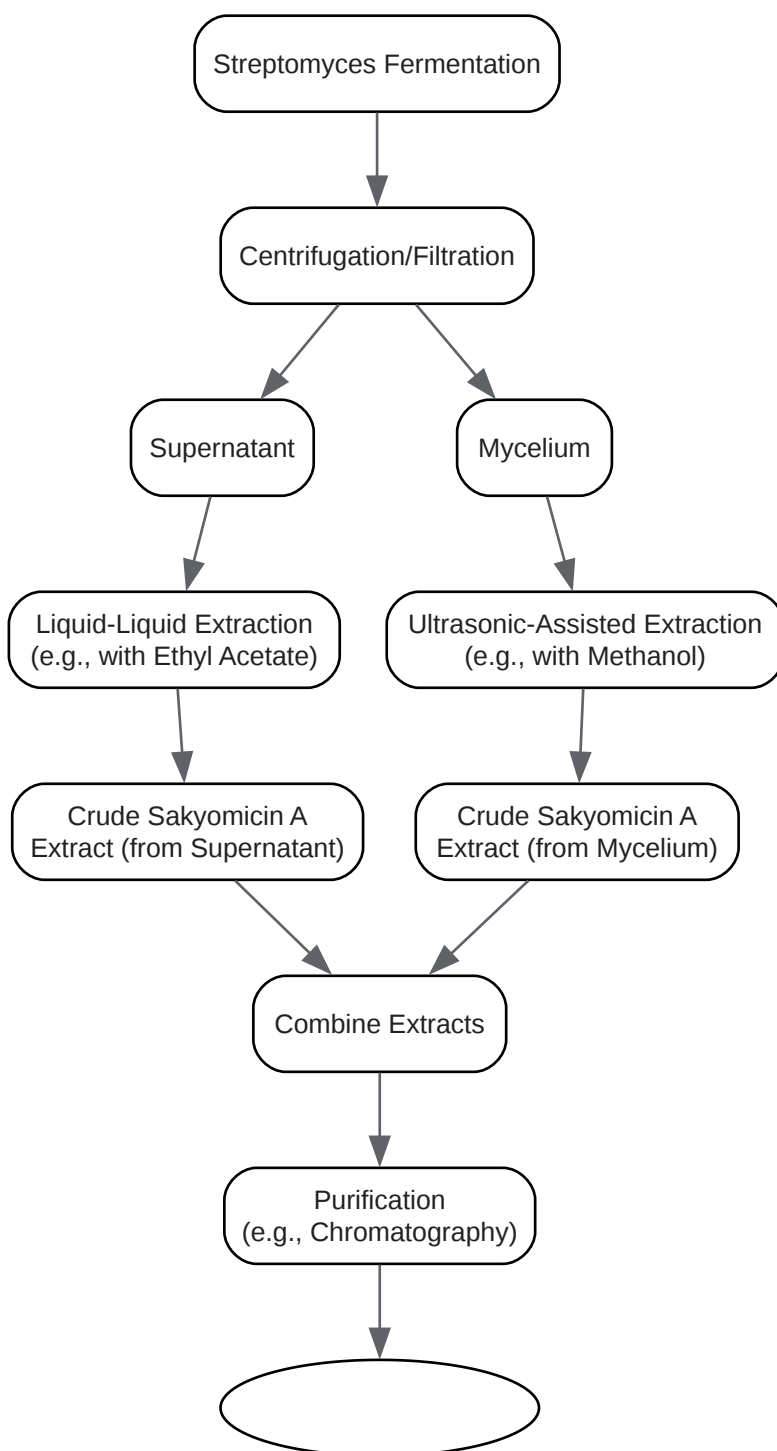 Streptomyces Fermentation
Centrifugation/Filtration
Supernatant
Mycelium
Liquid-Liquid Extraction
(e.g., with Ethyl Acetate)
Ultrasonic-Assisted Extraction
(e.g., with Methanol)
Crude Sakyomicin A
Extract (from Supernatant)
Crude Sakyomicin A
Extract (from Mycelium)
Combine Extracts
Purification
(e.g., Chromatography)